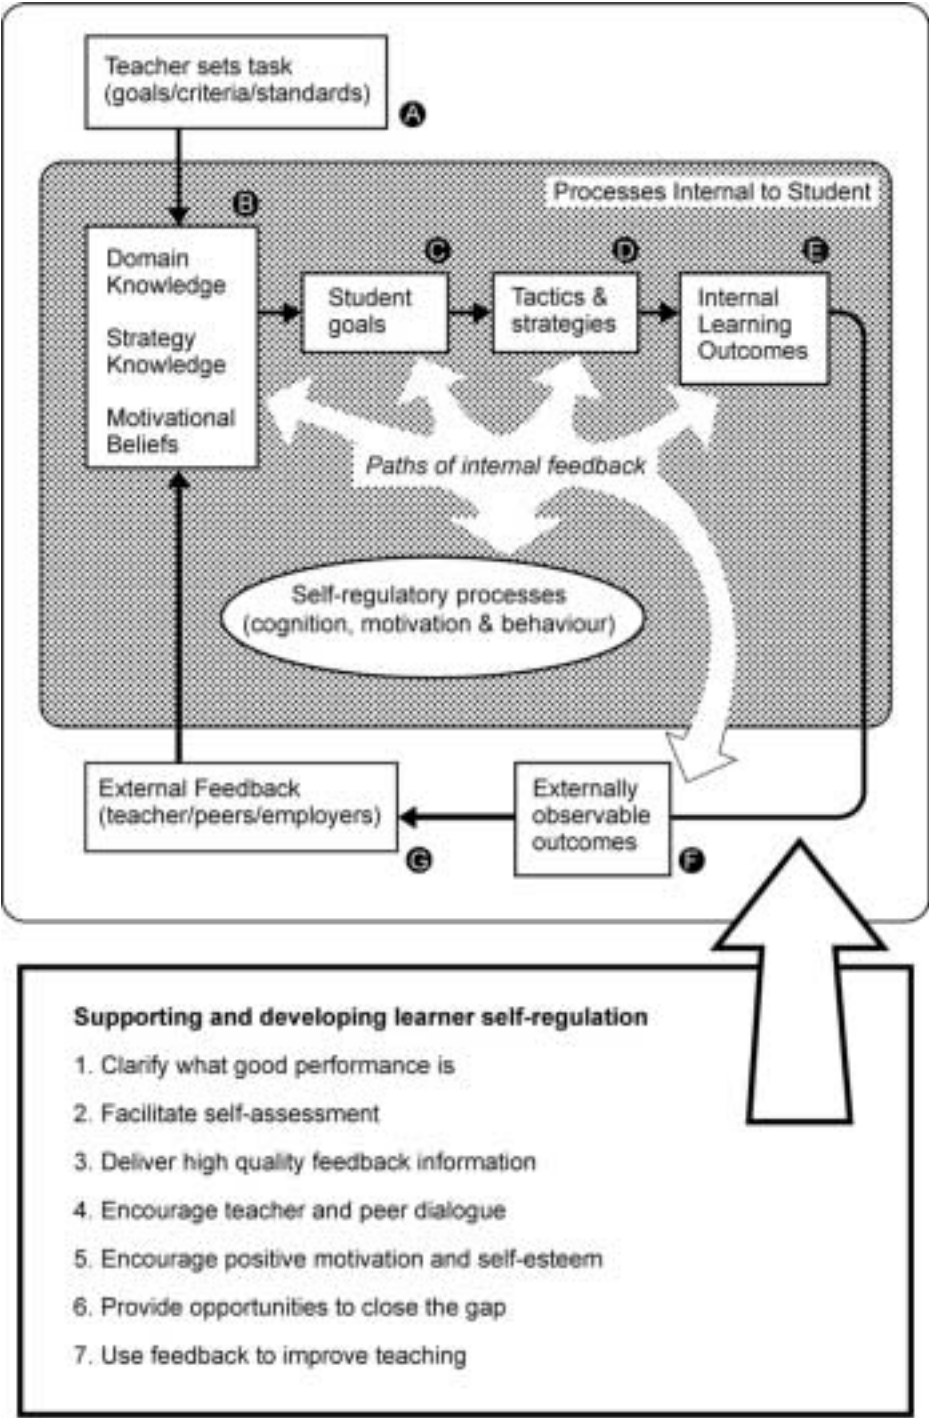 Teacher sets task
(goals/criteria/standards)
A
Processes Internal to Student
B
Domain
Knowledge
Strategy
Knowledge
Motivational
Beliefs
C
Student
goals
D
Tactics &
strategies
E
Internal
Learning
Outcomes
Paths of internal feedback
Self-regulatory processes
(cognition, motivation & behaviour)
External Feedback
(teacher/peers/employers)
G
Externally
observable
outcomes
F
Supporting and developing learner self-regulation
1. Clarify what good performance is
2. Facilitate self-assessment
3. Deliver high quality feedback information
4. Encourage teacher and peer dialogue
5. Encourage positive motivation and self-esteem
6. Provide opportunities to close the gap
7. Use feedback to improve teaching